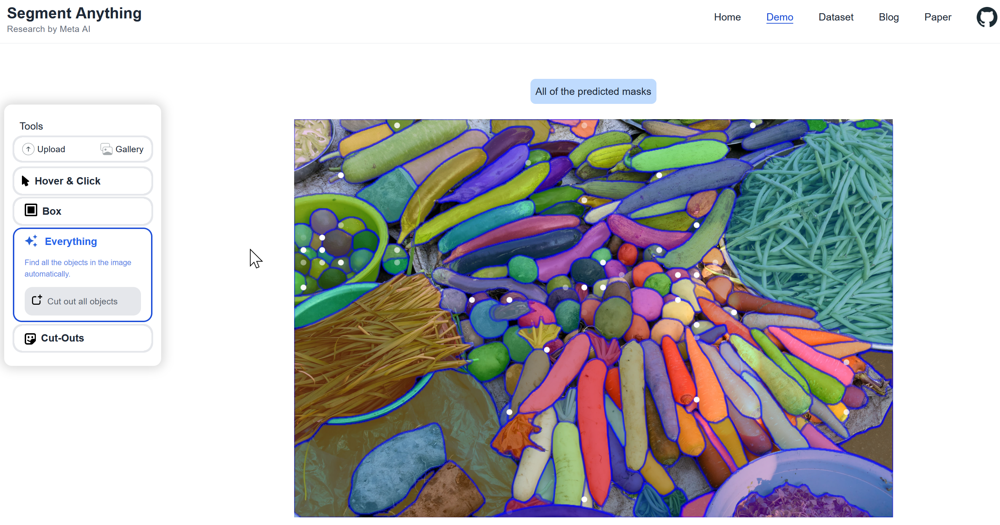 Segment Anything
Research by Meta AI
Home Demo Dataset Blog Paper
All of the predicted masks
Tools
Upload Gallery
Hover & Click
Box
Everything
Find all the objects in the image
automatically.
Cut out all objects
Cut-Outs